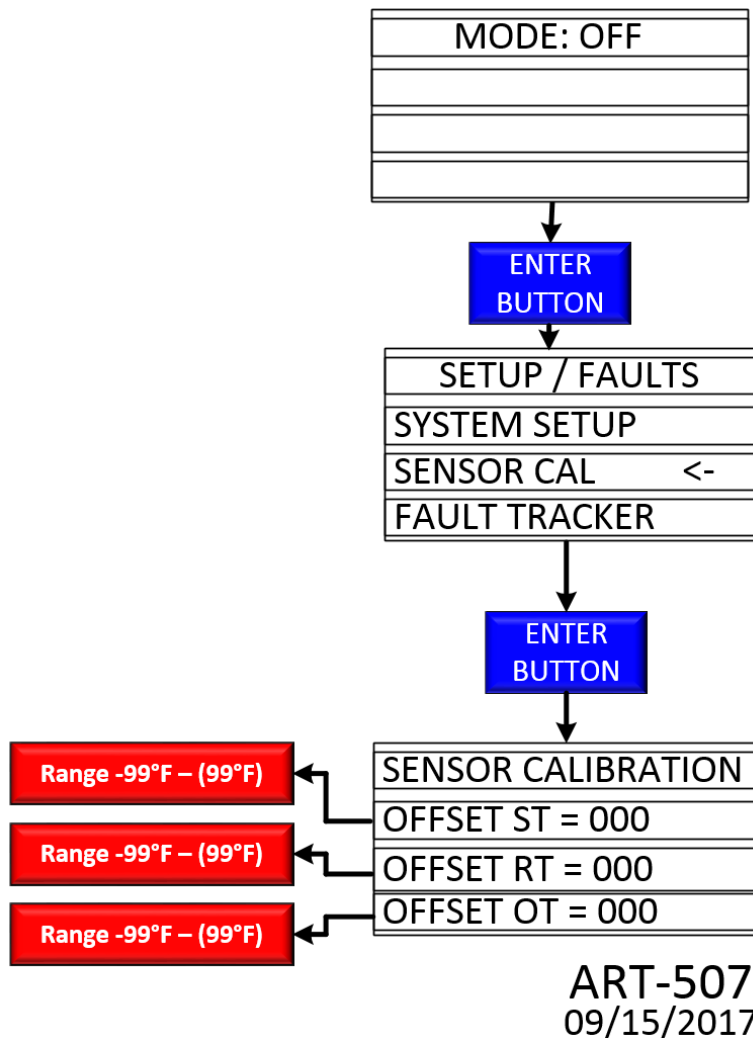 MODE: OFF
ENTER
BUTTON
SETUP / FAULTS
SYSTEM SETUP
SENSOR CAL <-
FAULT TRACKER
ENTER
BUTTON
SENSOR CALIBRATION
Range -99°F – (99°F)
OFFSET ST = 000
Range -99°F – (99°F)
OFFSET RT = 000
Range -99°F – (99°F)
OFFSET OT = 000
ART-507
09/15/2017